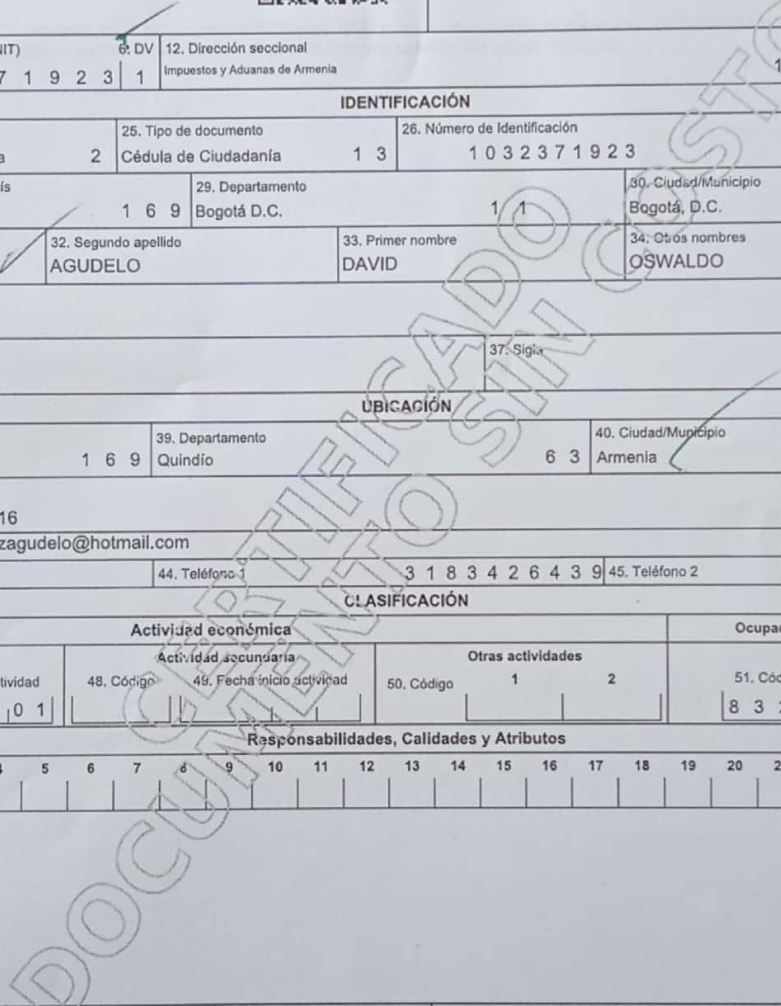 IT) 6. DV 12. Dirección seccional
7 1 9 2 3 1 Impuestos y Aduanas de Armenia 1
IDENTIFICACIÓN
25. Tipo de documento 26. Número de Identificación
a 2 Cédula de Ciudadanía 1 3 1 0 3 2 3 7 1 9 2 3
ís 29. Departamento 30. Ciudad/Municipio
1 6 9 Bogotá D.C. 1 1 Bogotá, D.C.
32. Segundo apellido 33. Primer nombre 34. Otros nombres
AGUDELO DAVID OSWALDO
37. Sigla
UBICACIÓN
39. Departamento 40. Ciudad/Municipio
1 6 9 Quindío 6 3 Armenia
16
zagudelo@hotmail.com
44. Teléfono 1 3 1 8 3 4 2 6 4 3 9 45. Teléfono 2
CLASIFICACIÓN
Actividad económica Ocupa
Actividad secundaria Otras actividades
tividad 48. Código 49. Fecha inicio actividad 50. Código 1 2 51. Cód
0 1 8 3
Responsabilidades, Calidades y Atributos
5 6 7 8 9 10 11 12 13 14 15 16 17 18 19 20 2
CERTIFICADO
DOCUMENTO SIN COSTO